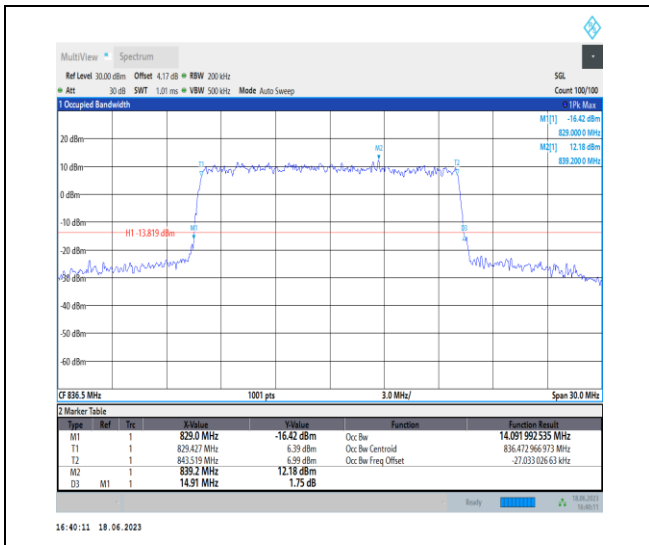 MultiView Spectrum
Ref Level 30.00 dBm Offset 4.17 dB RBW 200 kHz SGL
Att 30 dB SWT 1.01 ms VBW 500 kHz Mode Auto Sweep Count 100/100
1 Occupied Bandwidth 1Pk Max
M1[1] -16.42 dBm
829.000 0 MHz
M2[1] 12.18 dBm
839.200 0 MHz
20 dBm
M2
T1
T2
10 dBm
0 dBm
-10 dBm
M1
D3
H1 -13.819 dBm
-20 dBm
-30 dBm
-40 dBm
-50 dBm
-60 dBm
CF 836.5 MHz 1001 pts 3.0 MHz/ Span 30.0 MHz
2 Marker Table
Type Ref Trc X-Value Y-Value Function Function Result
M1 1 829.0 MHz -16.42 dBm Occ Bw 14.091 992 535 MHz
T1 1 829.427 MHz 6.39 dBm Occ Bw Centroid 836.472 966 973 MHz
T2 1 843.519 MHz 6.99 dBm Occ Bw Freq Offset -27.033 026 63 kHz
M2 1 839.2 MHz 12.18 dBm
D3 M1 1 14.91 MHz 1.75 dB
Ready 18.06.2023
16:40:11
16:40:11 18.06.2023